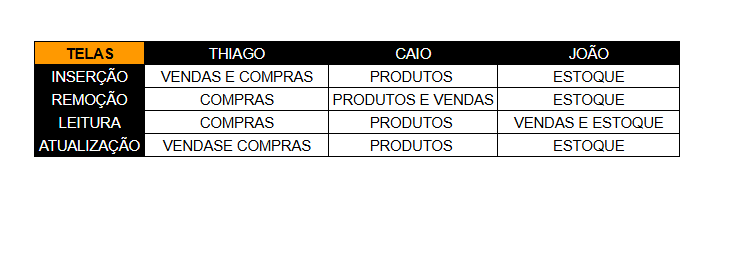 TELAS THIAGO CAIO JOÃO
INSERÇÃO VENDAS E COMPRAS PRODUTOS ESTOQUE
REMOÇÃO COMPRAS PRODUTOS E VENDAS ESTOQUE
LEITURA COMPRAS PRODUTOS VENDAS E ESTOQUE
ATUALIZAÇÃO VENDASE COMPRAS PRODUTOS ESTOQUE